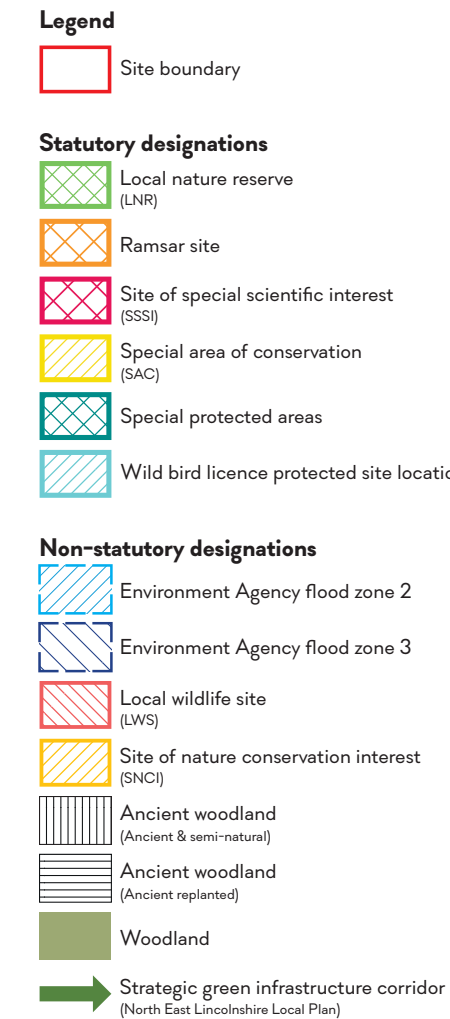 Legend
Site boundary
Statutory designations
Local nature reserve
(LNR)
Ramsar site
Site of special scientific interest
(SSSI)
Special area of conservation
(SAC)
Special protected areas
Wild bird licence protected site
Non-statutory designations
Environment Agency flood zone 2
Environment Agency flood zone 3
Local wildlife site
(LWS)
Site of nature conservation interest
(SNCI)
Ancient woodland
(Ancient & semi-natural)
Ancient woodland
(Ancient replanted)
Woodland
Strategic green infrastructure corridor
(North East Lincolnshire Local Plan)